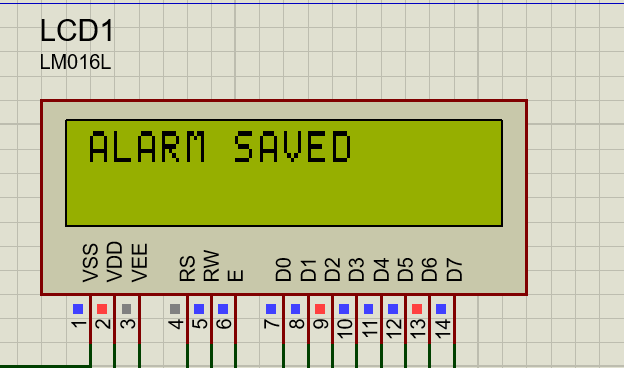 LCD1
LM016L
ALARM SAVED
VSS VDD VEE RS RW E D0 D1 D2 D3 D4 D5 D6 D7
1 2 3 4 5 6 7 8 9 10 11 12 13 14